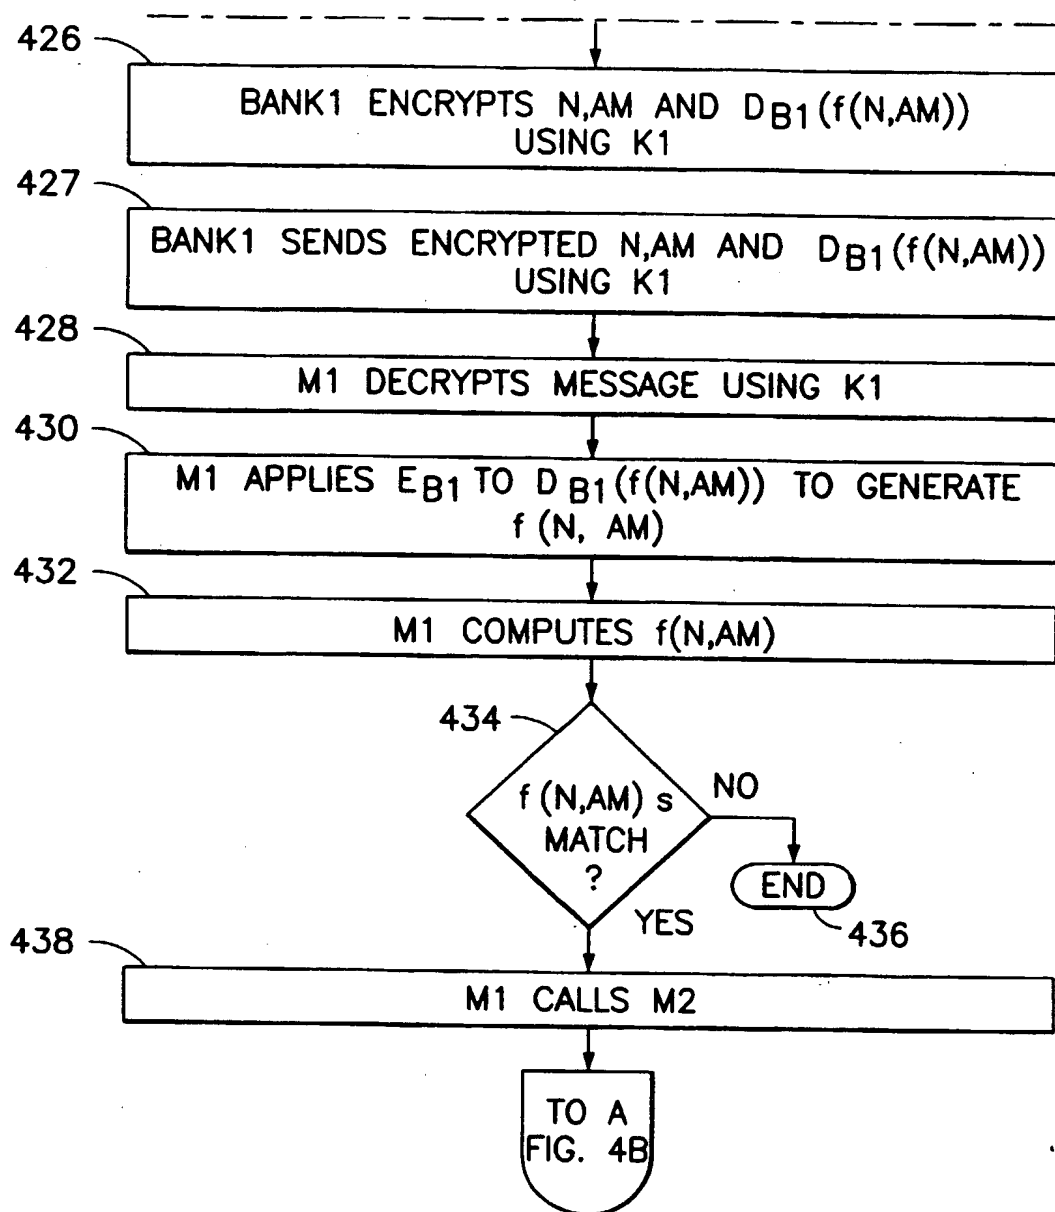 426
BANK1 ENCRYPTS N,AM AND DB1(f(N,AM))
USING K1
427
BANK1 SENDS ENCRYPTED N,AM AND DB1(f(N,AM))
USING K1
428
M1 DECRYPTS MESSAGE USING K1
430
M1 APPLIES EB1 TO DB1(f(N,AM)) TO GENERATE
f (N, AM)
432
M1 COMPUTES f(N,AM)
434
f (N,AM) s
MATCH
?
NO
END
436
YES
438
M1 CALLS M2
TO A
FIG. 4B